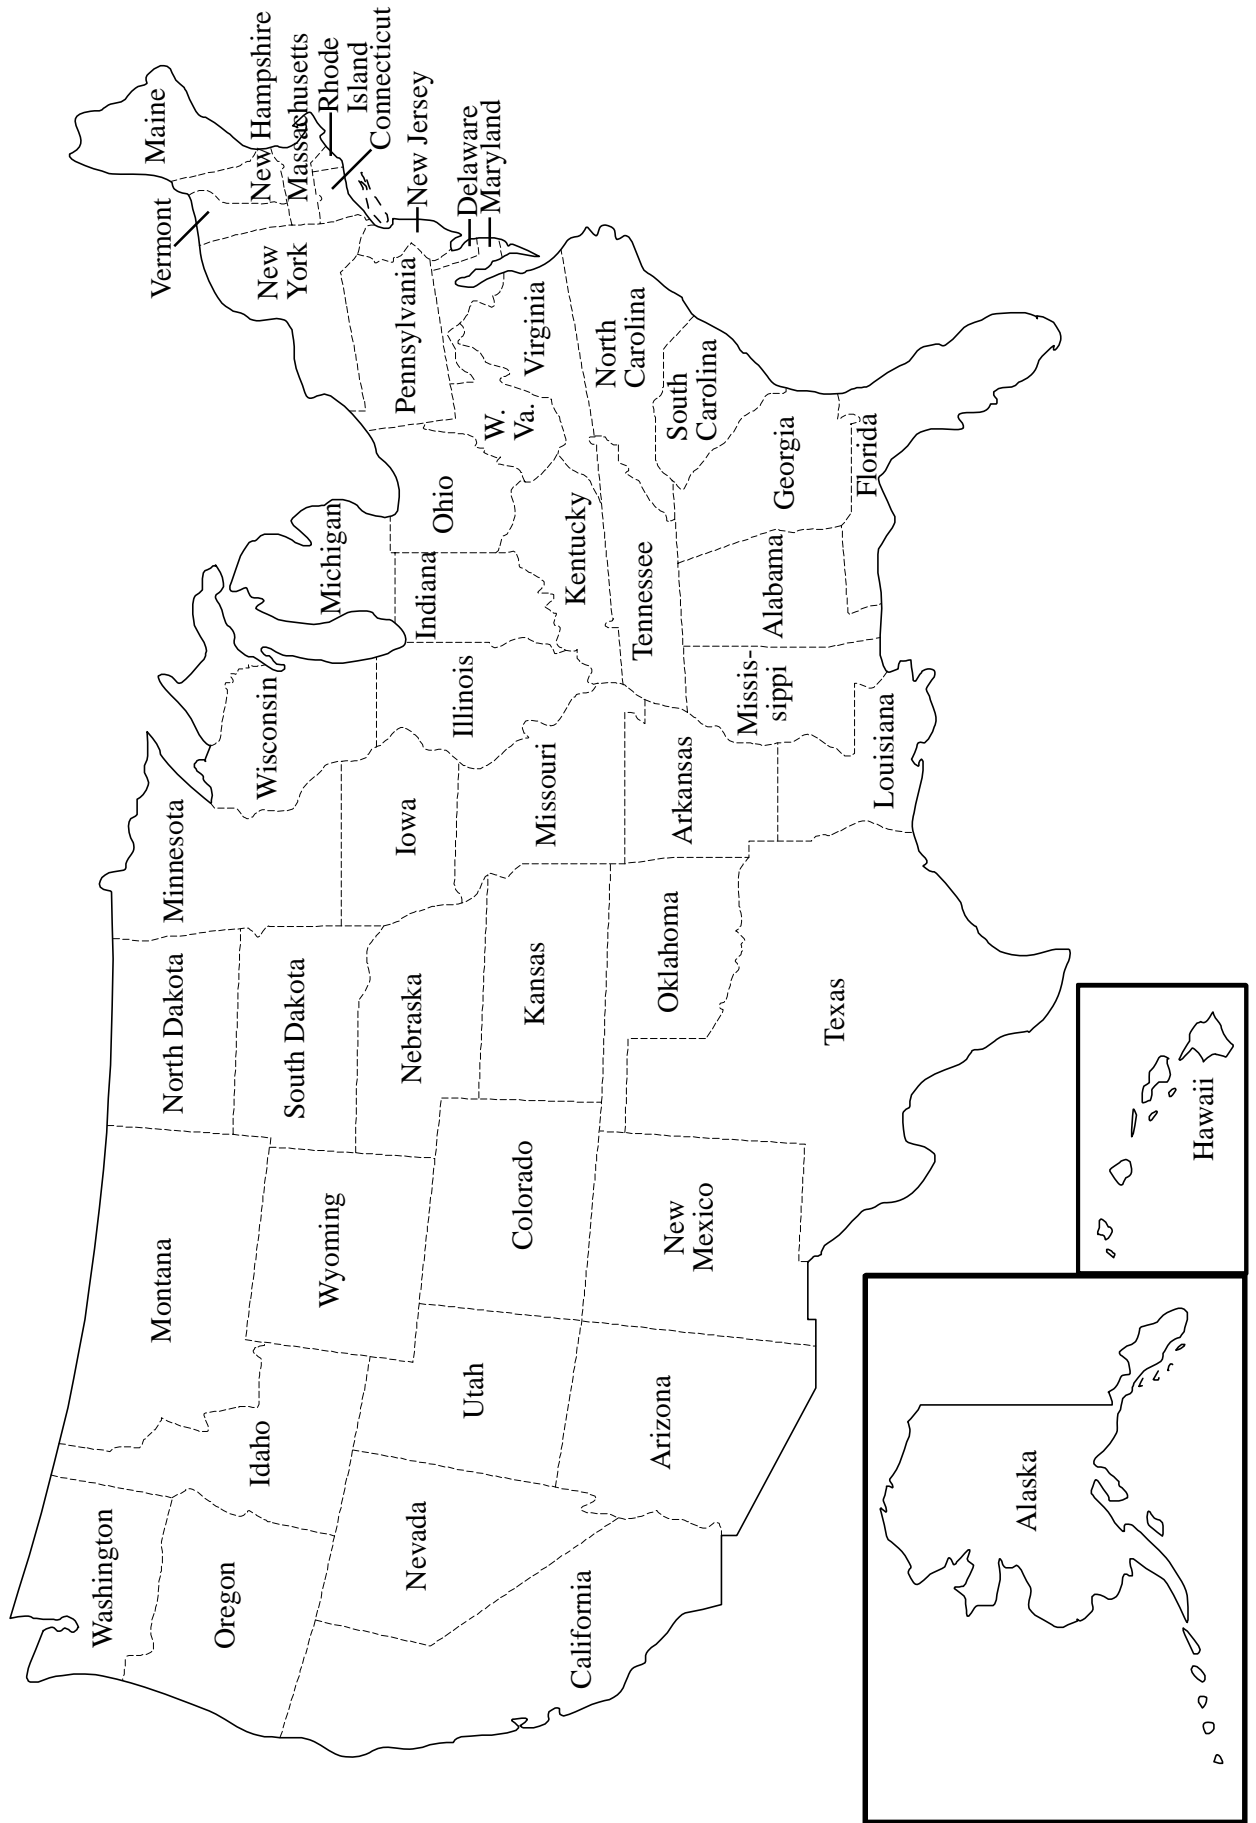 Washington
Oregon
California
Nevada
Idaho
Montana
Wyoming
Utah
Arizona
Colorado
New
Mexico
North Dakota
South Dakota
Nebraska
Kansas
Oklahoma
Texas
Minnesota
Iowa
Missouri
Arkansas
Louisiana
Wisconsin
Illinois
Missis-
sippi
Michigan
Indiana
Kentucky
Tennessee
Alabama
Ohio
Georgia
Florida
W.
Va.
Virginia
North
Carolina
South
Carolina
Pennsylvania
New
York
Vermont
Maine
New Hampshire
Massachusetts
Rhode
Island
Connecticut
New Jersey
Delaware
Maryland
Alaska
Hawaii